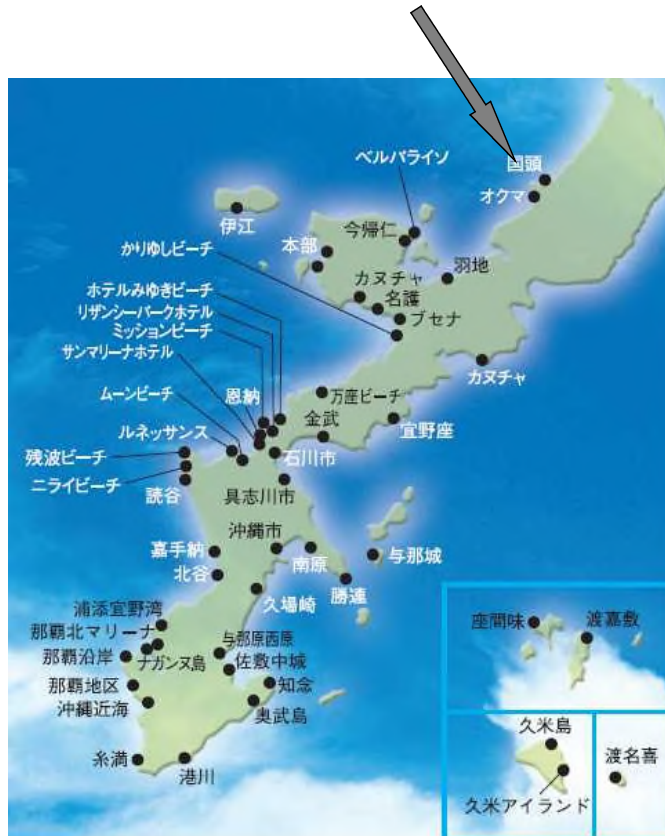 国頭
ベルパライソ
オクマ
伊江
今帰仁
本部
かりゆしビーチ
羽地
カヌチャ
ホテルみゆきビーチ
名護
リザンシーパークホテル
ブセナ
ミッションビーチ
サンマリーナホテル
カヌチャ
ムーンビーチ
恩納
万座ビーチ
金武
宜野座
ルネッサンス
残波ビーチ
石川市
ニライビーチ
読谷
具志川市
沖縄市
嘉手納
南原
与那城
北谷
勝連
久場崎
浦添宜野湾
座間味
渡嘉敷
那覇北マリーナ
与那原西原
那覇沿岸
ナガンヌ島
佐敷中城
那覇地区
知念
沖縄近海
奥武島
久米島
糸満
港川
渡名喜
久米アイランド